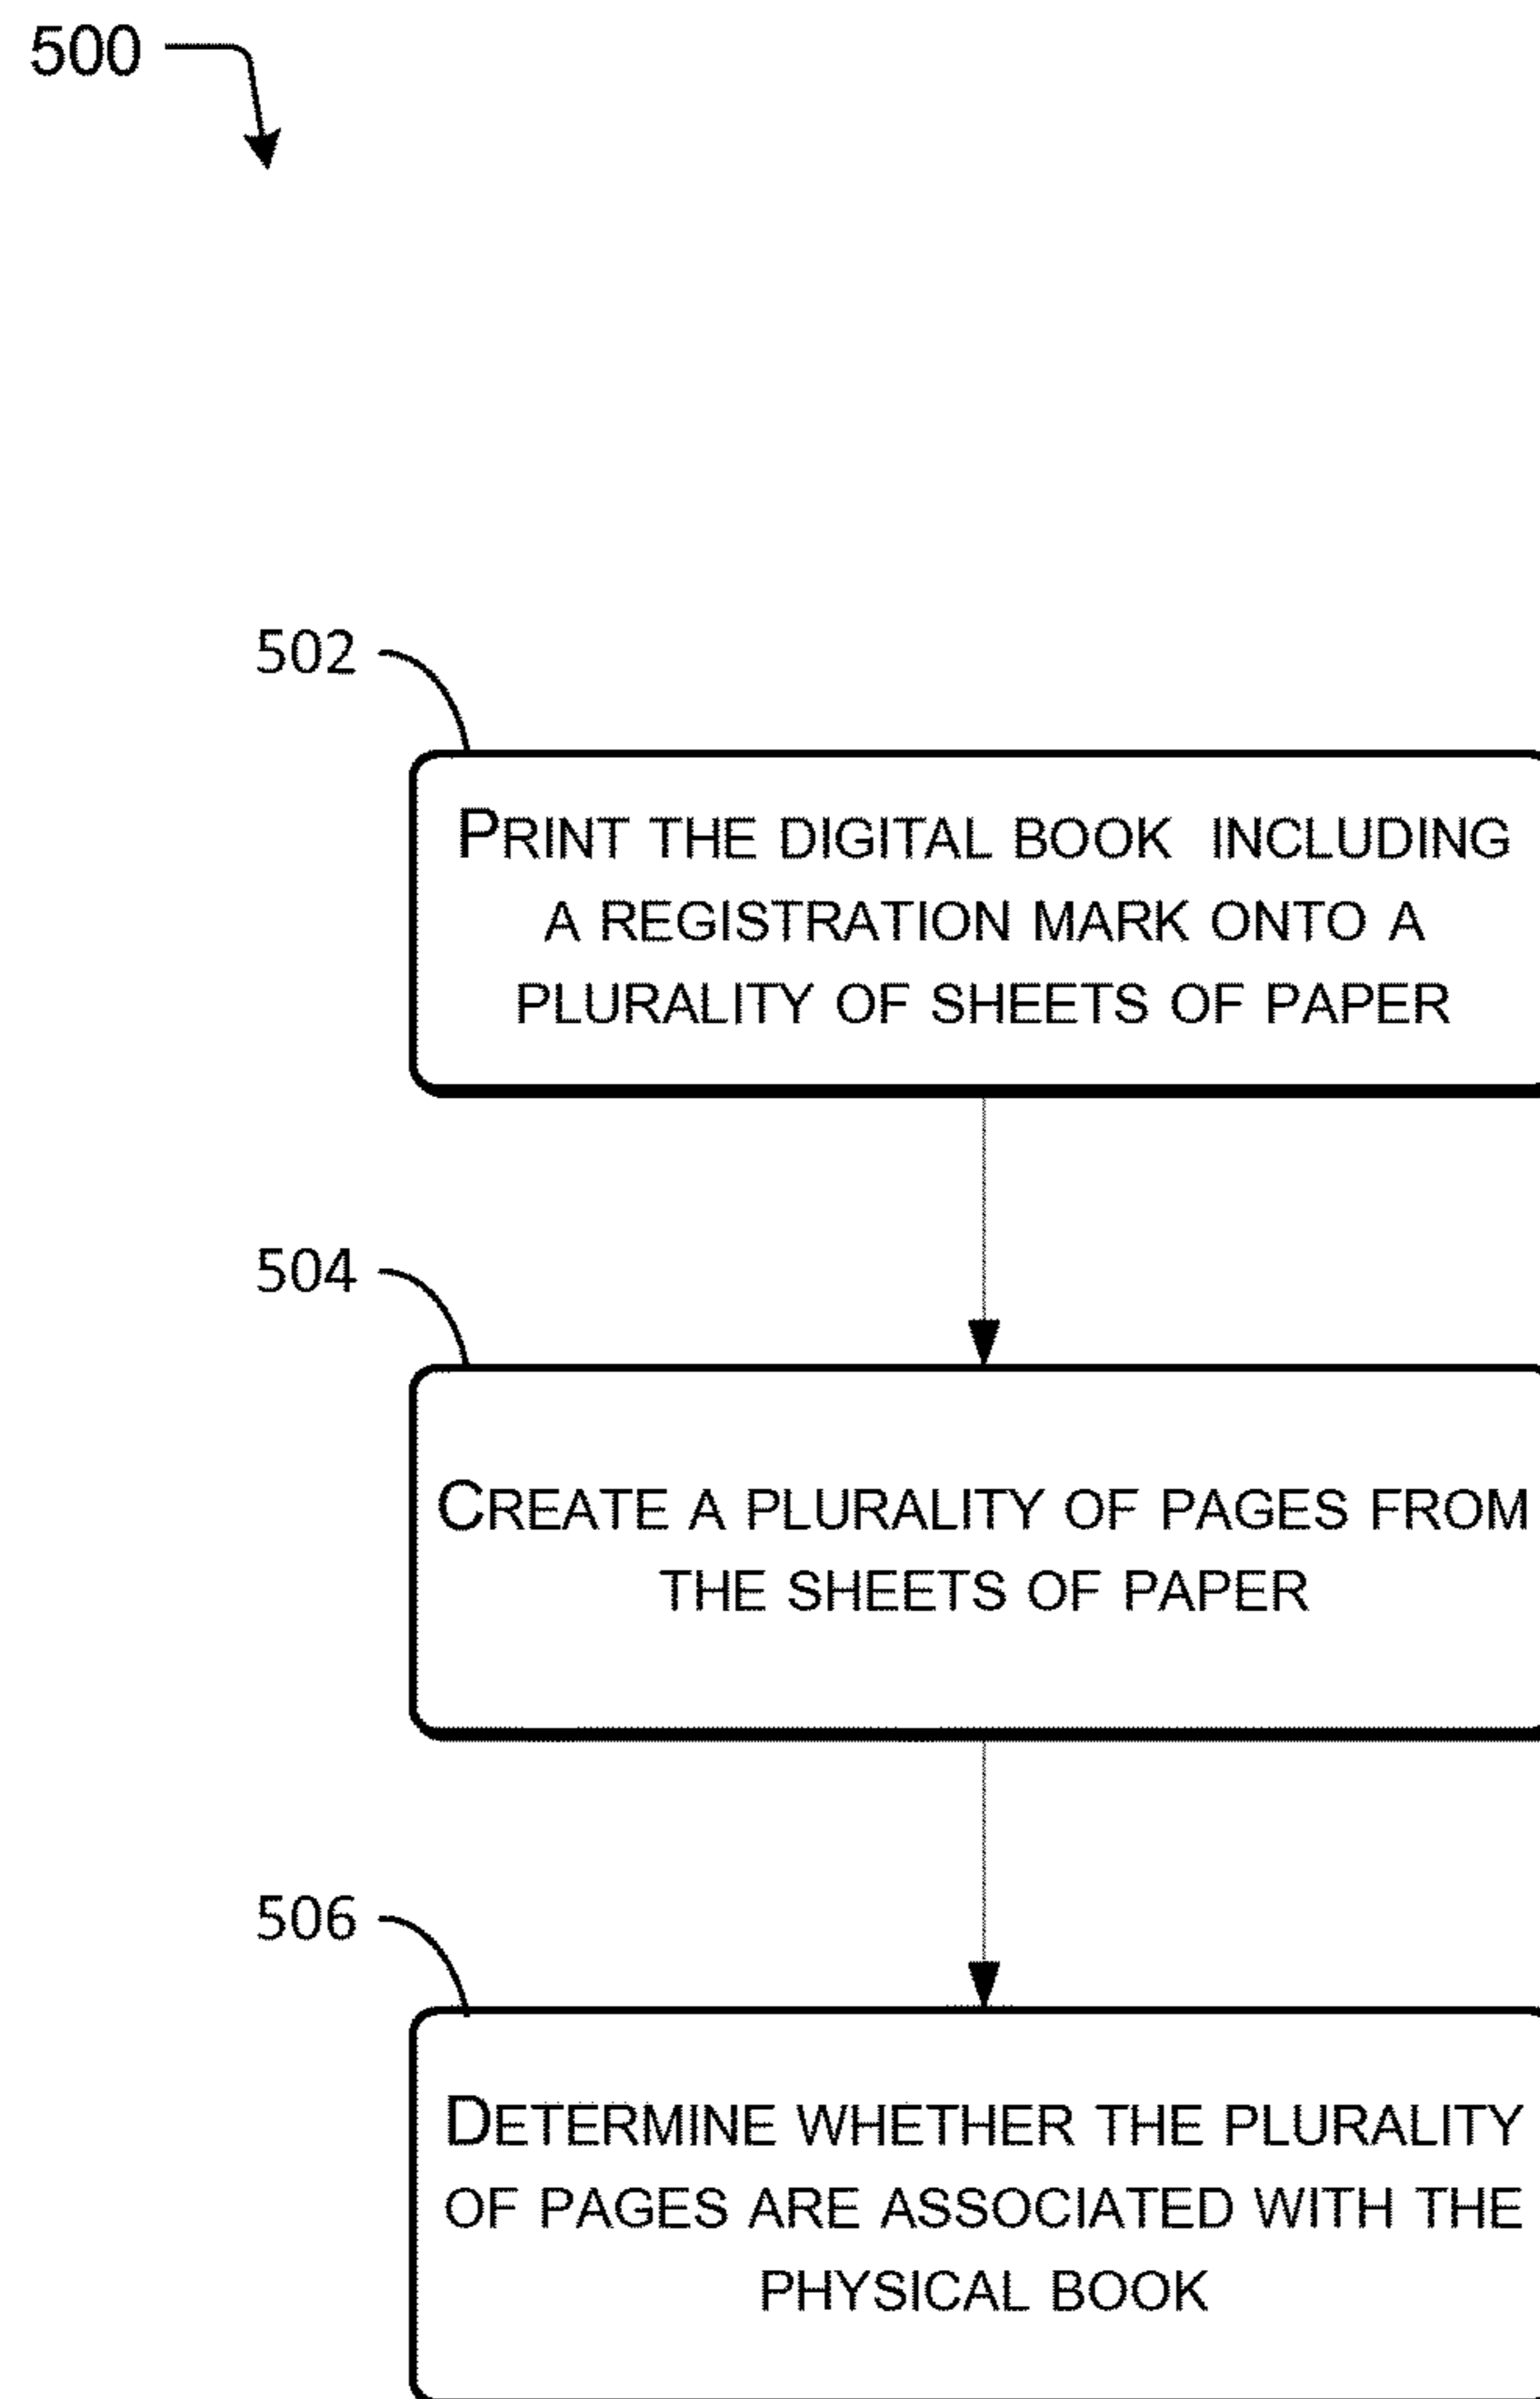 500
502
PRINT THE DIGITAL BOOK INCLUDING
A REGISTRATION MARK ONTO A
PLURALITY OF SHEETS OF PAPER
504
CREATE A PLURALITY OF PAGES FROM
THE SHEETS OF PAPER
506
DETERMINE WHETHER THE PLURALITY
OF PAGES ARE ASSOCIATED WITH THE
PHYSICAL BOOK